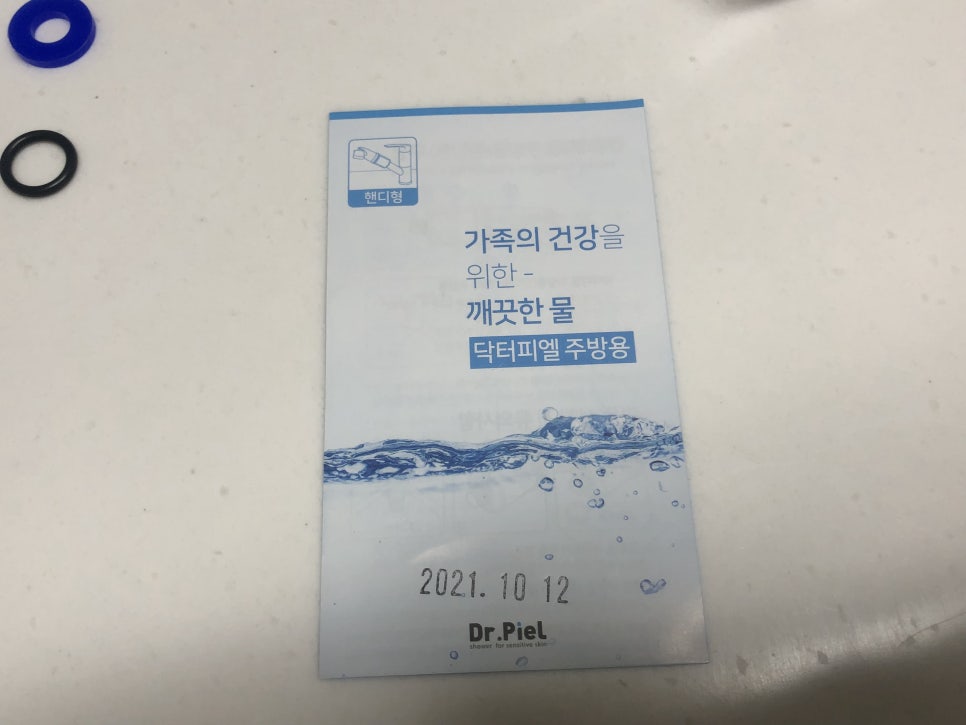 핸디형
가족의 건강을
위한 -
깨끗한 물
닥터피엘 주방용
2021. 10 12
Dr.Piel
shower for sensitive skin